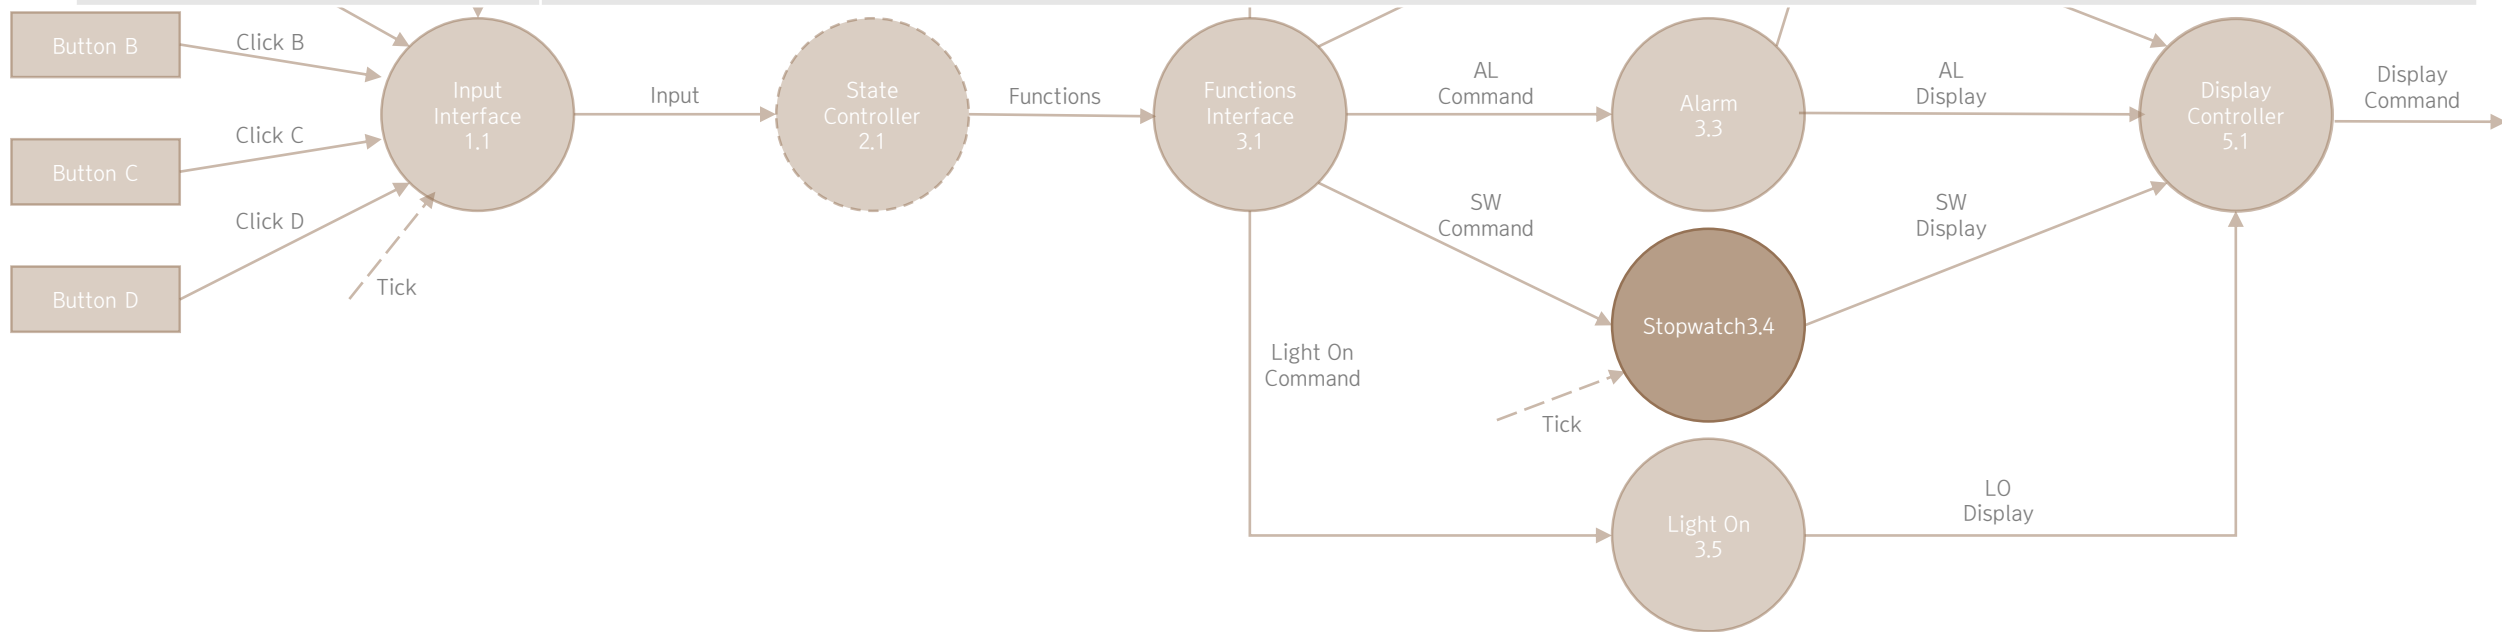 Button B
Click B
Input
Interface
1.1
Input
State
Controller
2.1
Functions
Functions
Interface
3.1
AL
Command
Alarm
3.3
AL
Display
Display
Controller
5.1
Display
Command
Button C
Click C
Click D
Button D
Tick
SW
Command
SW
Display
Stopwatch3.4
Light On
Command
Tick
Light On
3.5
LO
Display